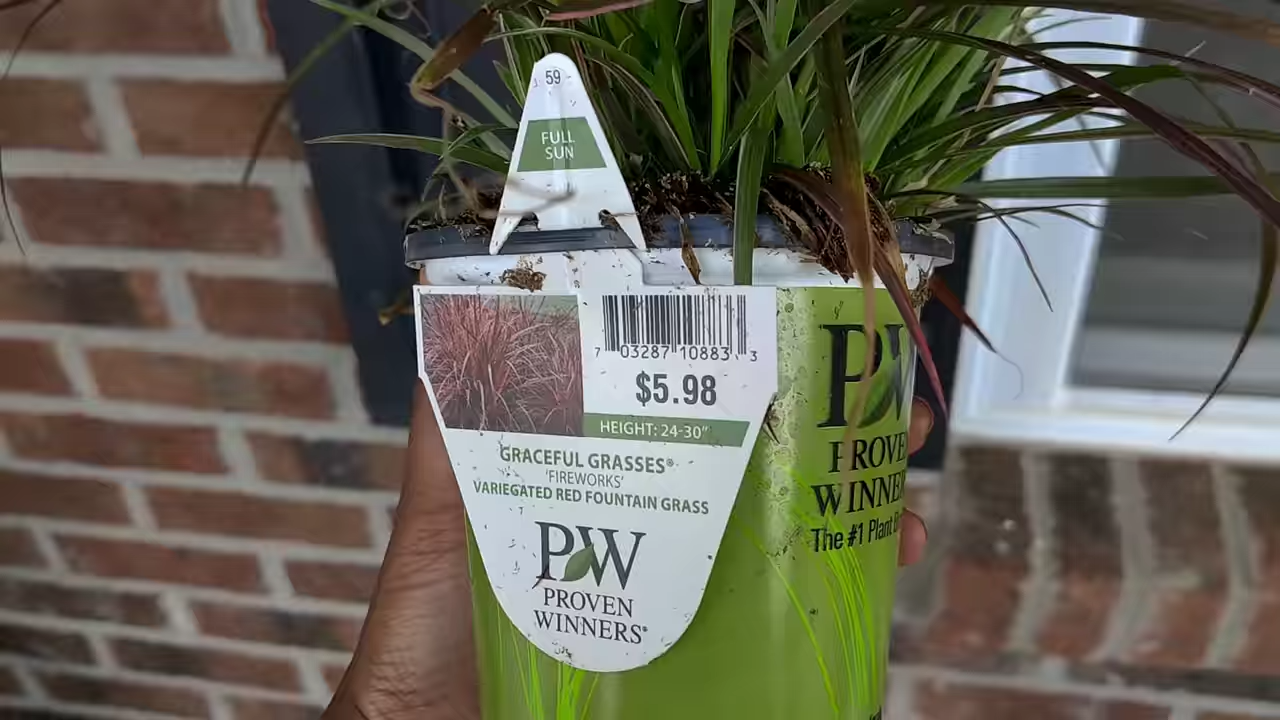 59
FULL
SUN
7 03287 10883 3
$5.98
HEIGHT: 24-30"
GRACEFUL GRASSES®
'FIREWORKS'
VARIEGATED RED FOUNTAIN GRASS
PW
PROVEN
WINNERS®
PW
PROVEN
WINNERS
The #1 Plant